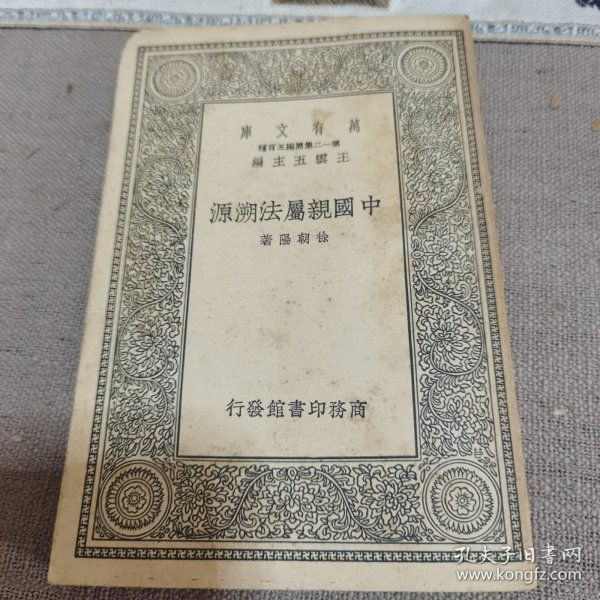 萬有文庫
第一二集簡編五百種
王雲五主編
中國親屬法溯源
徐朝陽著
商務印書館發行
孔夫子旧书网
www.kongfz.com